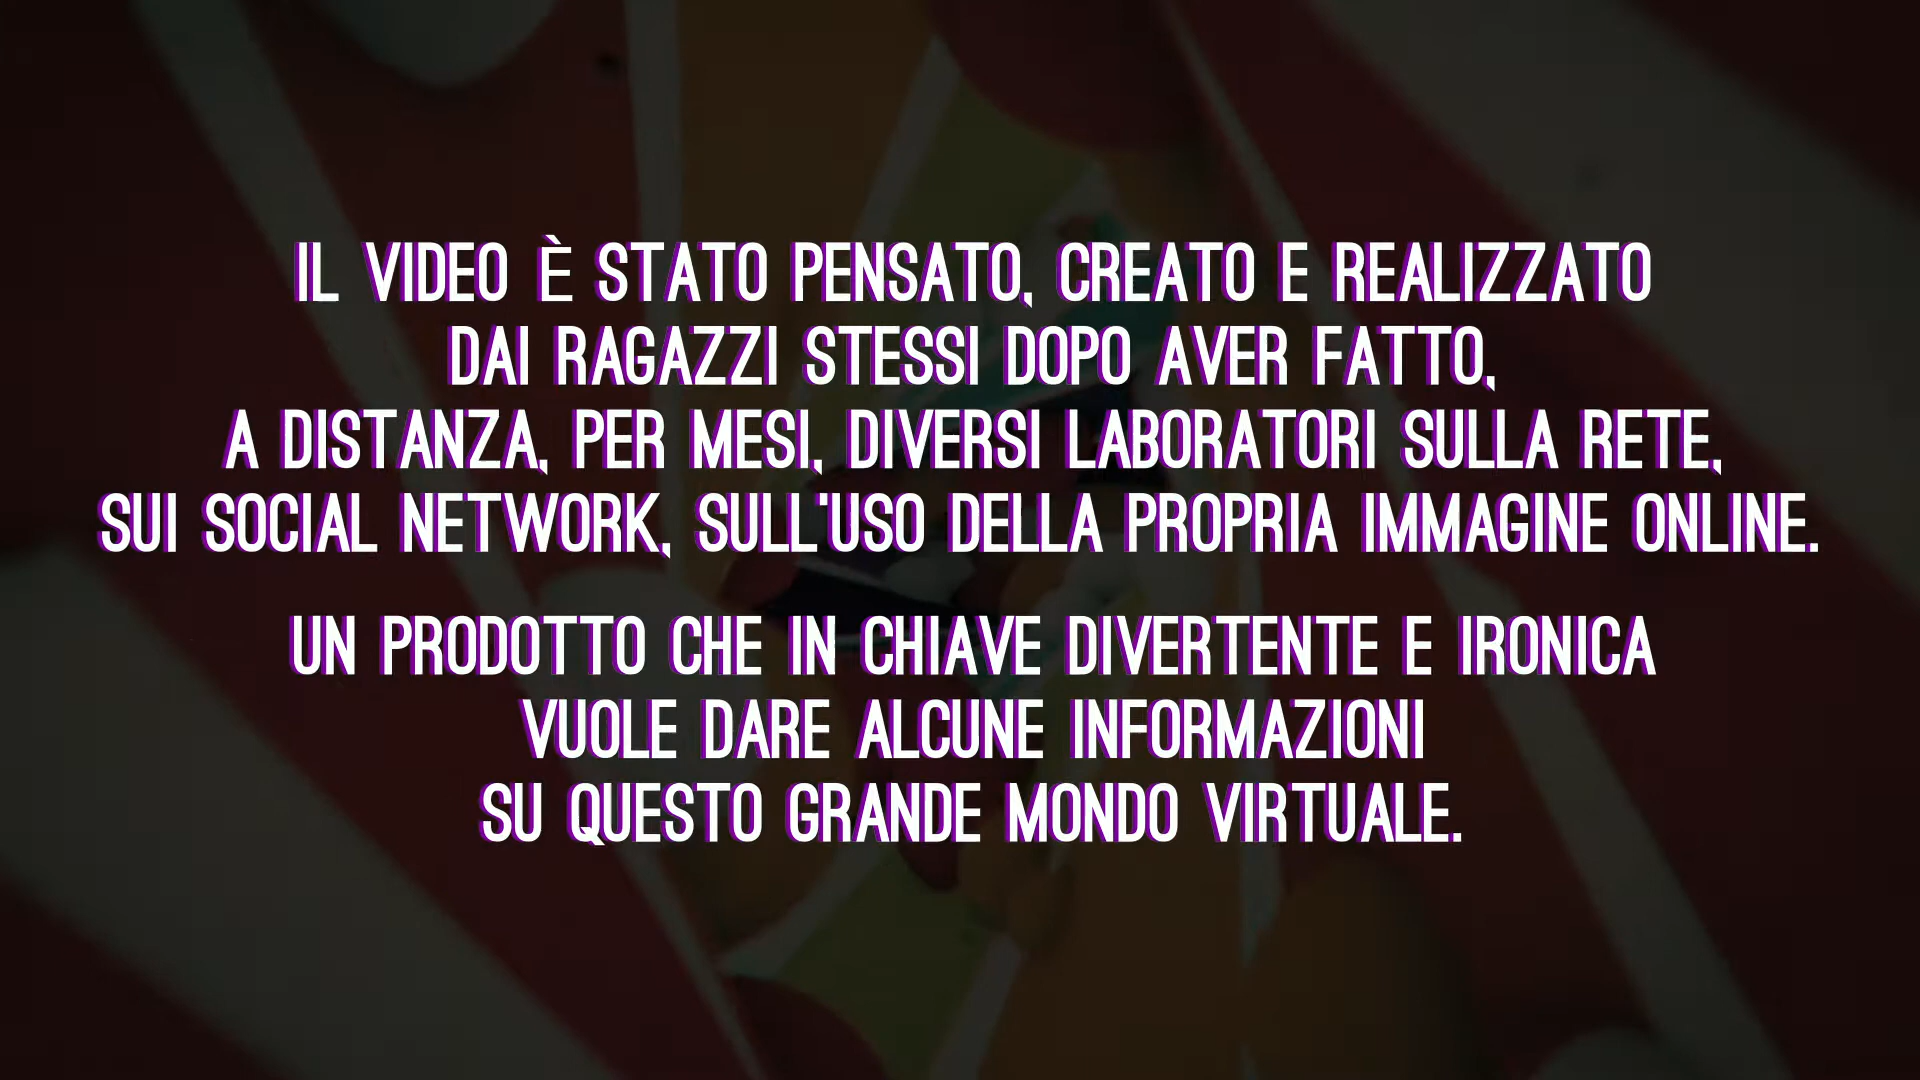 IL VIDEO È STATO PENSATO, CREATO E REALIZZATO
DAI RAGAZZI STESSI DOPO AVER FATTO,
A DISTANZA, PER MESI, DIVERSI LABORATORI SULLA RETE,
SUI SOCIAL NETWORK, SULL'USO DELLA PROPRIA IMMAGINE ONLINE.
UN PRODOTTO CHE IN CHIAVE DIVERTENTE E IRONICA
VUOLE DARE ALCUNE INFORMAZIONI
SU QUESTO GRANDE MONDO VIRTUALE.